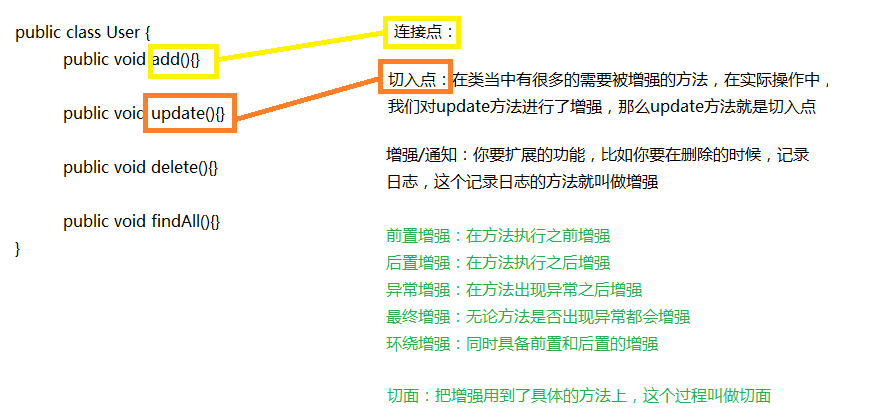 public class User {
public void add(){}
public void update(){}
public void delete(){}
public void findAll(){}
}
连接点：
切入点：在类当中有很多的需要被增强的方法，在实际操作中，
我们对update方法进行了增强，那么update方法就是切入点
增强/通知：你要扩展的功能，比如你要在删除的时候，记录
日志，这个记录日志的方法就叫做增强
前置增强：在方法执行之前增强
后置增强：在方法执行之后增强
异常增强：在方法出现异常之后增强
最终增强：无论方法是否出现异常都会增强
环绕增强：同时具备前置和后置的增强
切面：把增强用到了具体的方法上，这个过程叫做切面